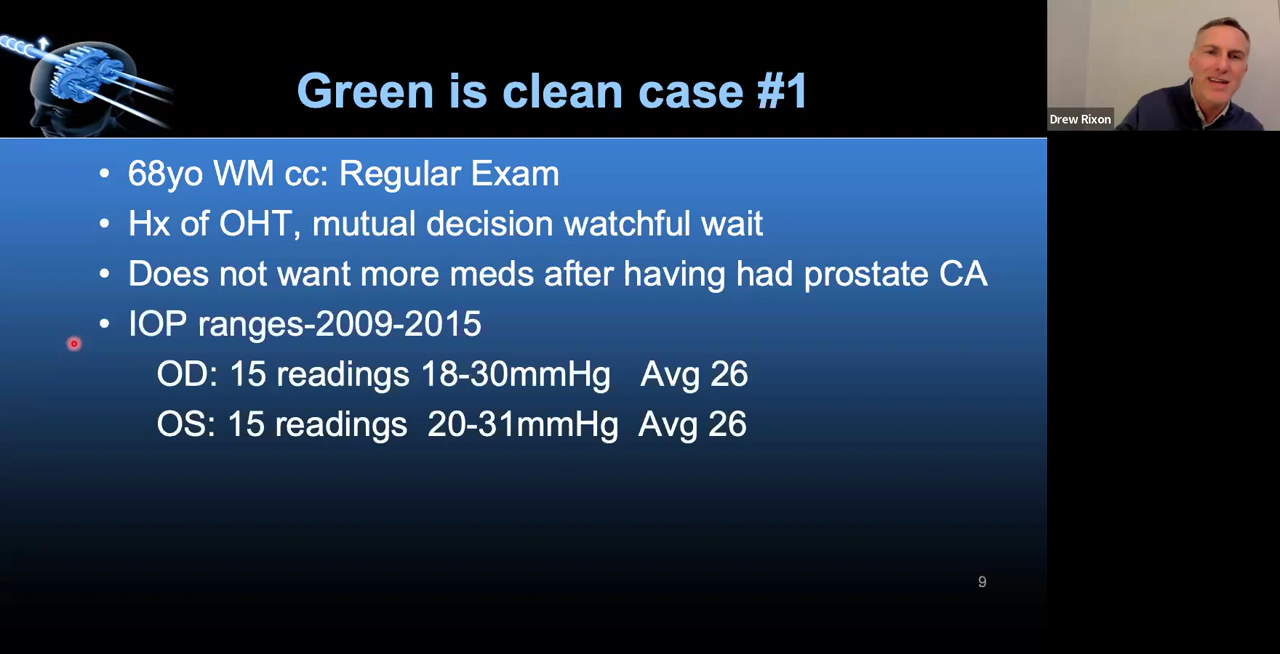 Green is clean case #1
Drew Rixon
• 68yo WM cc: Regular Exam
• Hx of OHT, mutual decision watchful wait
• Does not want more meds after having had prostate CA
• IOP ranges-2009-2015
OD: 15 readings 18-30mmHg Avg 26
OS: 15 readings 20-31mmHg Avg 26
9